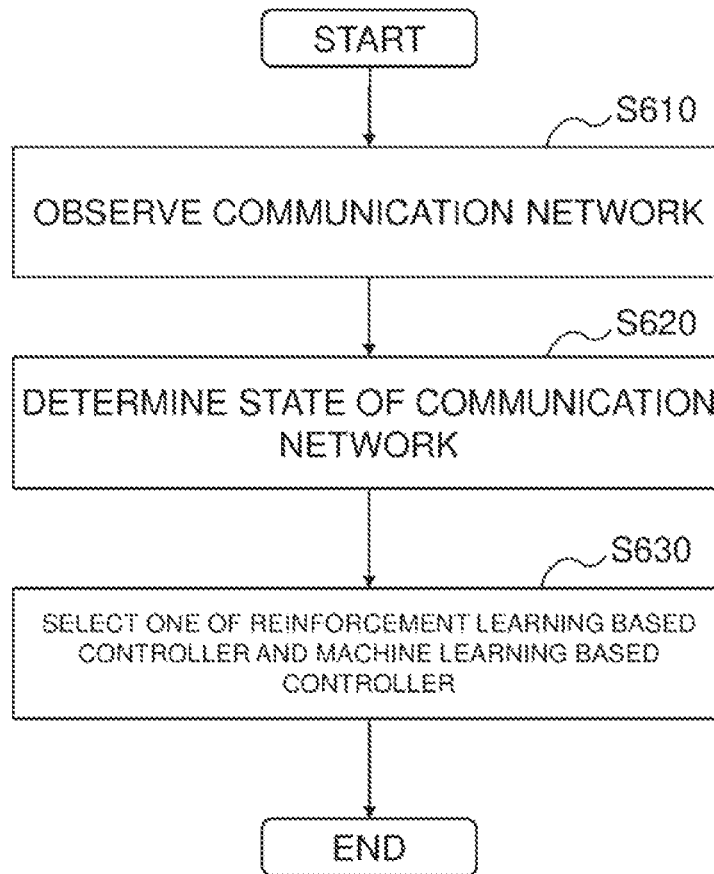 START
S610
OBSERVE COMMUNICATION NETWORK
S620
DETERMINE STATE OF COMMUNICATION
NETWORK
S630
SELECT ONE OF REINFORCEMENT LEARNING BASED
CONTROLLER AND MACHINE LEARNING BASED
CONTROLLER
END